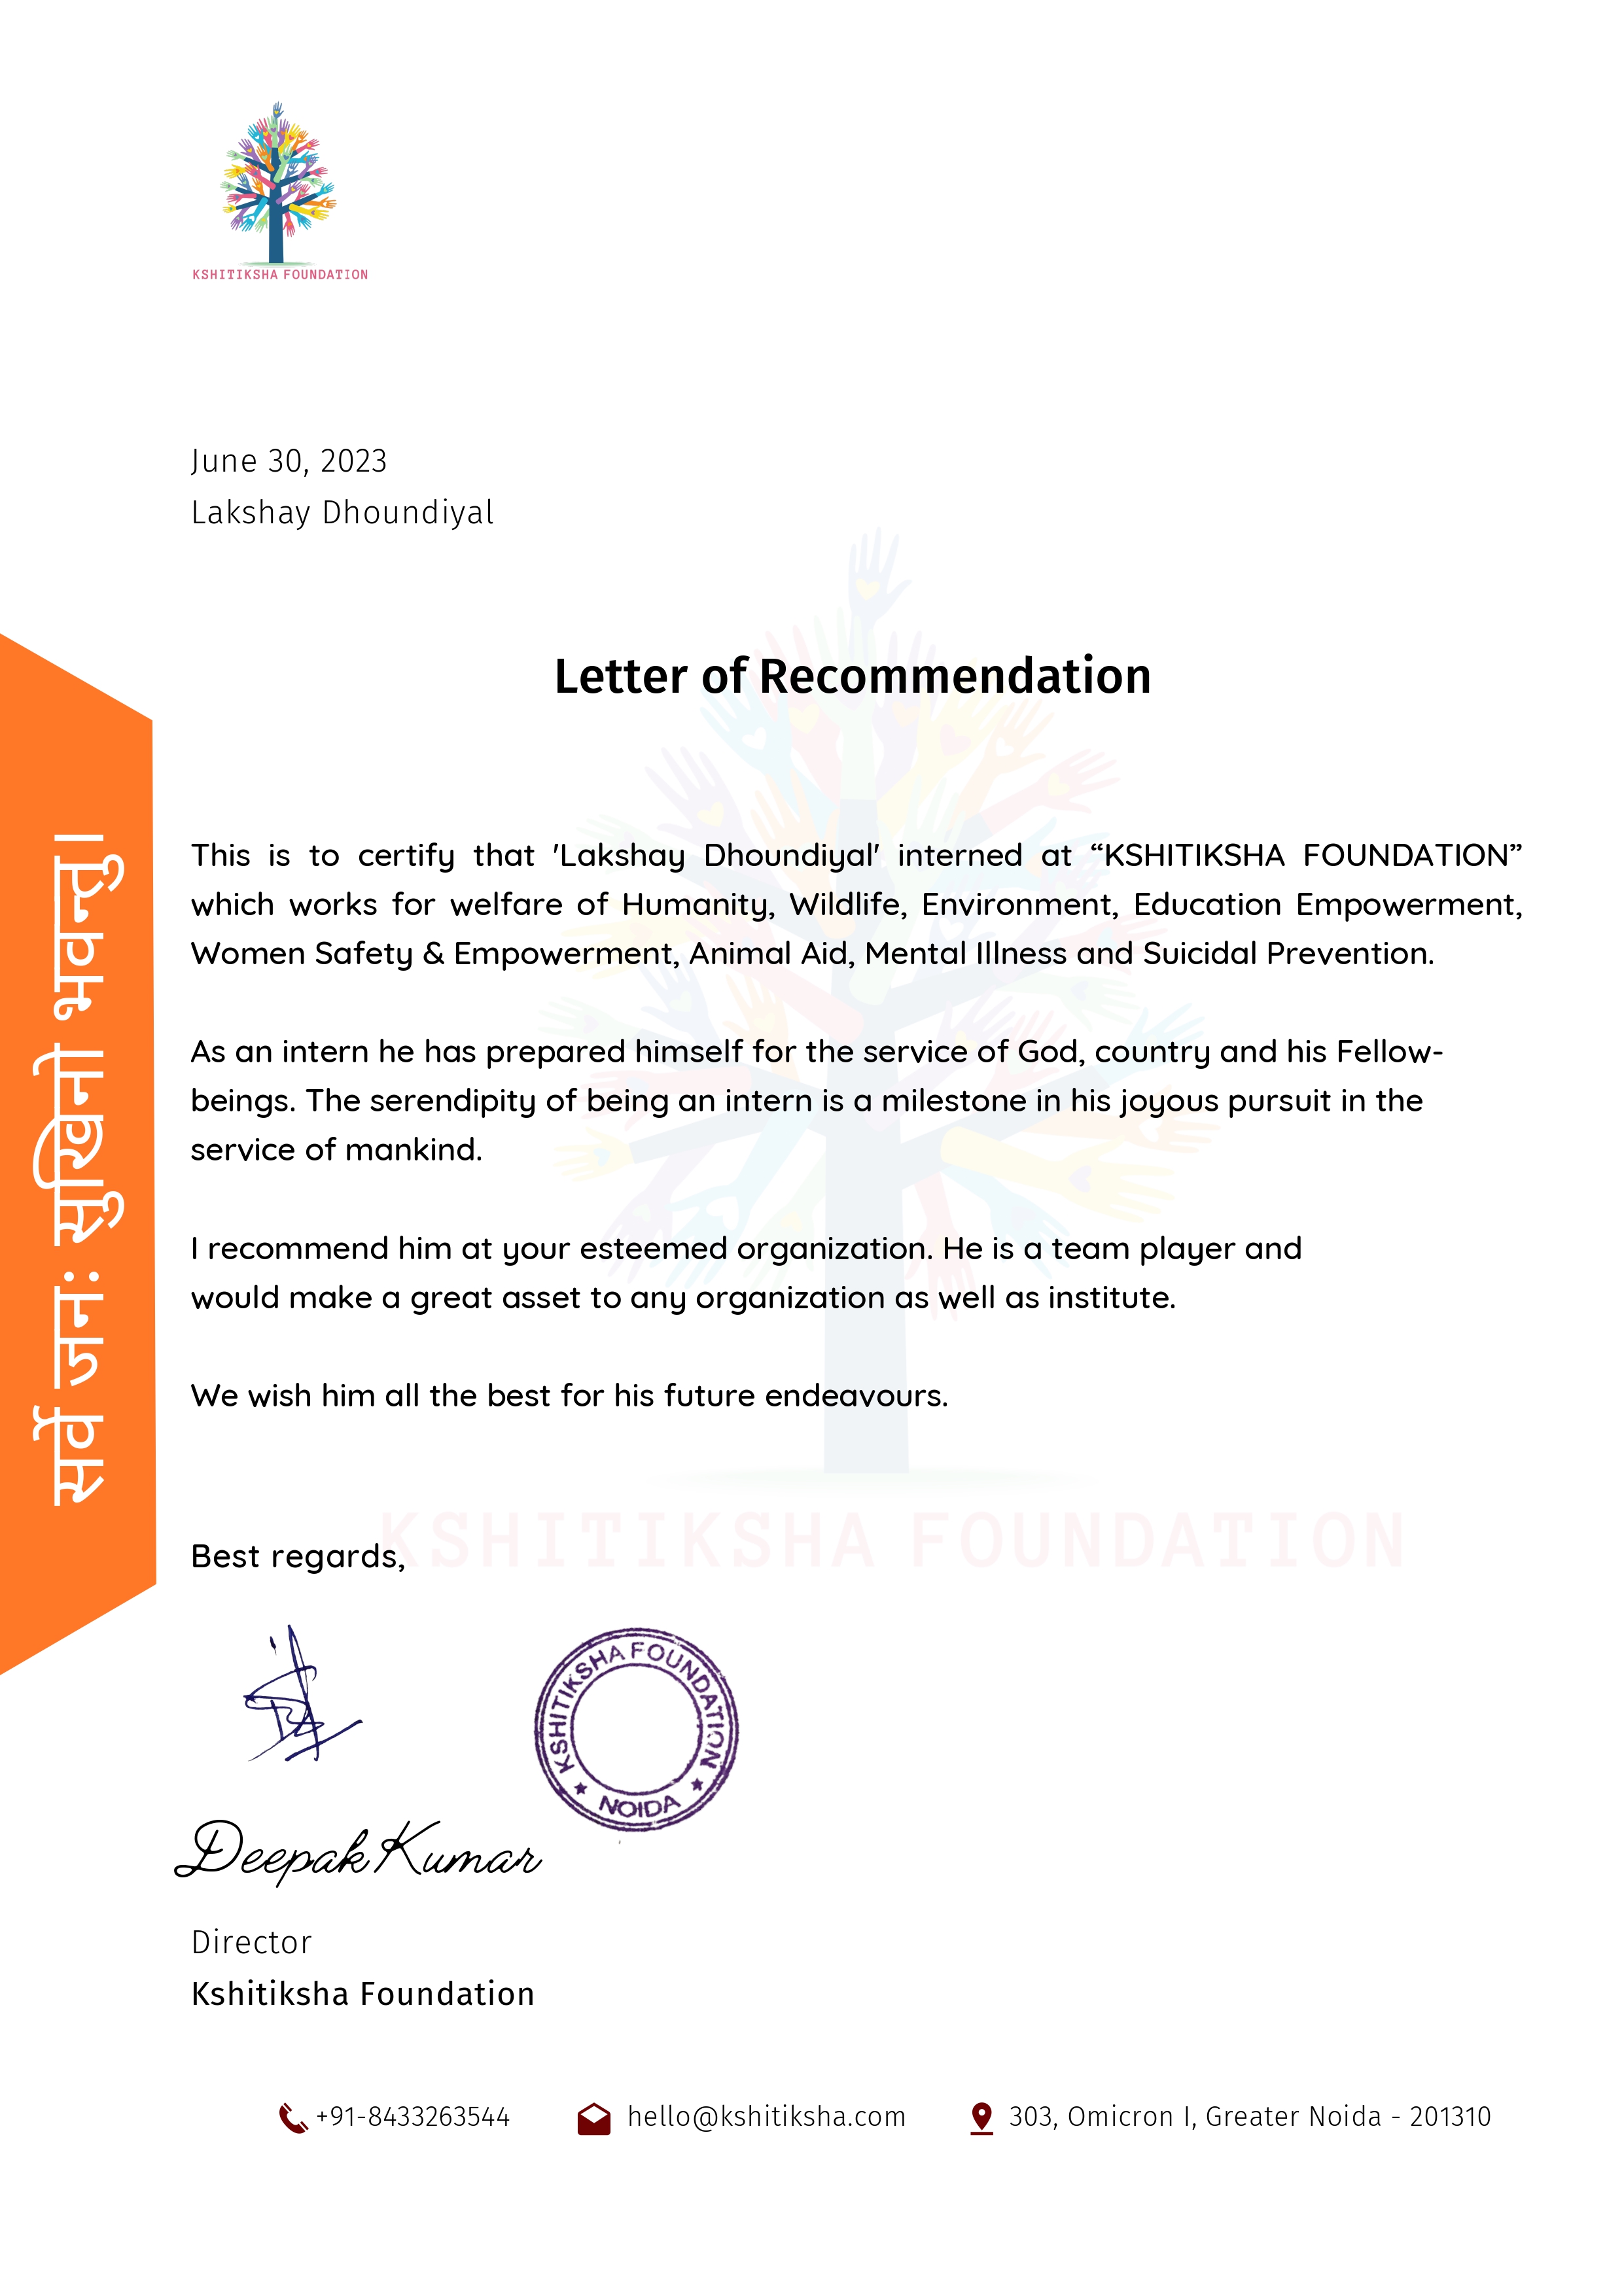 KSHITIKSHA FOUNDATION
June 30, 2023
Lakshay Dhoundiyal
Letter of Recommendation
This is to certify that 'Lakshay Dhoundiyal' interned at “KSHITIKSHA FOUNDATION”
which works for welfare of Humanity, Wildlife, Environment, Education Empowerment,
Women Safety & Empowerment, Animal Aid, Mental Illness and Suicidal Prevention.
As an intern he has prepared himself for the service of God, country and his Fellow-
beings. The serendipity of being an intern is a milestone in his joyous pursuit in the
service of mankind.
I recommend him at your esteemed organization. He is a team player and
would make a great asset to any organization as well as institute.
We wish him all the best for his future endeavours.
सर्वे जनः सुखिनो भवन्तु।
KSHITIKSHA FOUNDATION
Best regards,
KSHITIKSHA FOUNDATION
NOIDA
Deepak Kumar
Director
Kshitiksha Foundation
+91-8433263544
hello@kshitiksha.com
303, Omicron I, Greater Noida - 201310